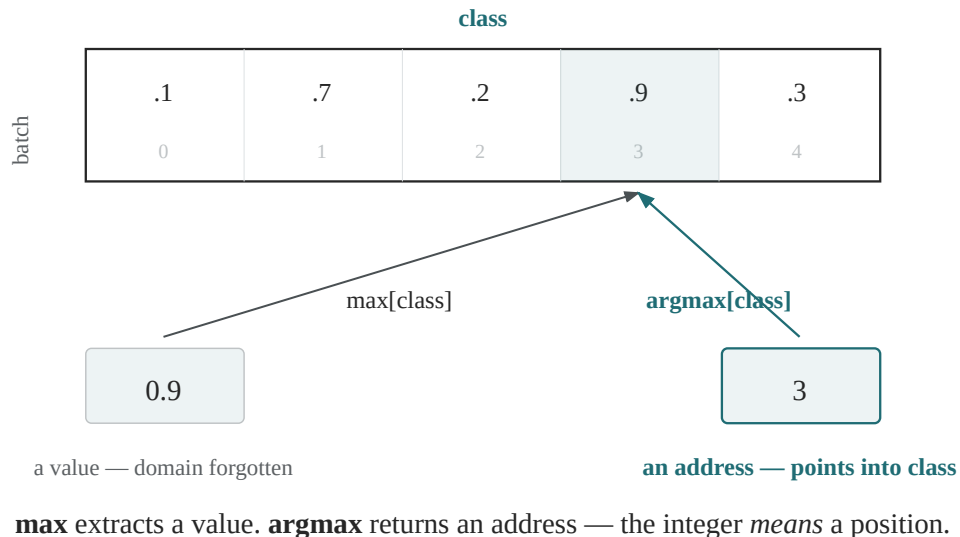 class
batch
.1 .7 .2 .9 .3
0 1 2 3 4
max[class]
argmax[class]
0.9
3
a value — domain forgotten
an address — points into class
max extracts a value. argmax returns an address — the integer means a position.